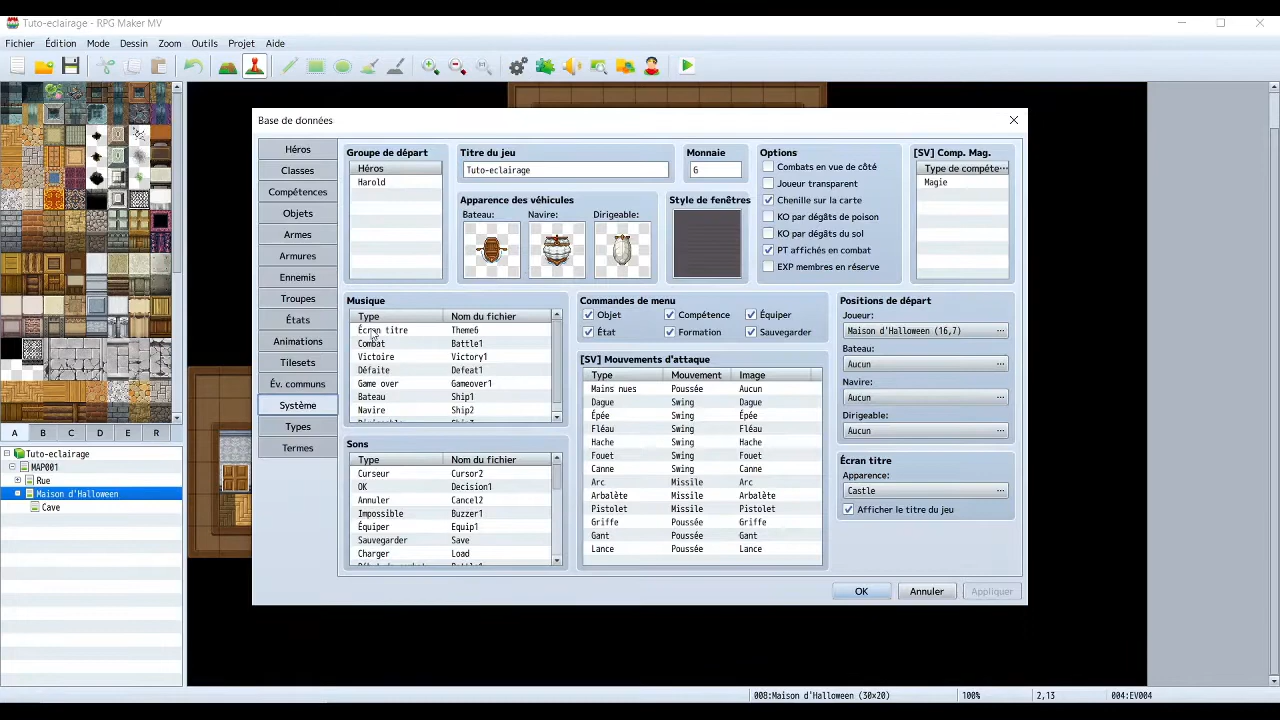 Tuto-eclairage - RPG Maker MV
Fichier Édition Mode Dessin Zoom Outils Projet Aide
Base de données
Héros
Classes
Compétences
Objets
Armes
Armures
Ennemis
Troupes
États
Animations
Tilesets
Év. communs
Système
Types
Termes
Groupe de départ
Héros
Harold
Titre du jeu
Tuto-eclairage
Monnaie
6
Apparence des véhicules
Bateau: Navire: Dirigeable:
Style de fenêtres
Options
Combats en vue de côté
Joueur transparent
Chenille sur la carte
KO par dégâts de poison
KO par dégâts du sol
PT affichés en combat
EXP membres en réserve
[SV] Comp. Mag.
Type de compéte...
Magie
Musique
Type Nom du fichier
Écran titre Theme6
Combat Battle1
Victoire Victory1
Défaite Defeat1
Game over Gameover1
Bateau Ship1
Navire Ship2
Sons
Type Nom du fichier
Curseur Cursor2
OK Decision1
Annuler Cancel2
Impossible Buzzer1
Équiper Equip1
Sauvegarder Save
Charger Load
Commandes de menu
Objet Compétence Équiper
État Formation Sauvegarder
[SV] Mouvements d'attaque
Type Mouvement Image
Mains nues Poussée Aucun
Dague Swing Dague
Épée Swing Épée
Fléau Swing Fléau
Hache Swing Hache
Fouet Swing Fouet
Canne Swing Canne
Arc Missile Arc
Arbalète Missile Arbalète
Pistolet Missile Pistolet
Griffe Poussée Griffe
Gant Poussée Gant
Lance Poussée Lance
Positions de départ
Joueur:
Maison d'Halloween (16,7) ...
Bateau:
Aucun ...
Navire:
Aucun ...
Dirigeable:
Aucun ...
Écran titre
Apparence:
Castle ...
Afficher le titre du jeu
OK Annuler Appliquer
A B C D E R
Tuto-eclairage
MAP001
Rue
Maison d'Halloween
Cave
008:Maison d'Halloween (30×20) 100% 2,13 004:EV004